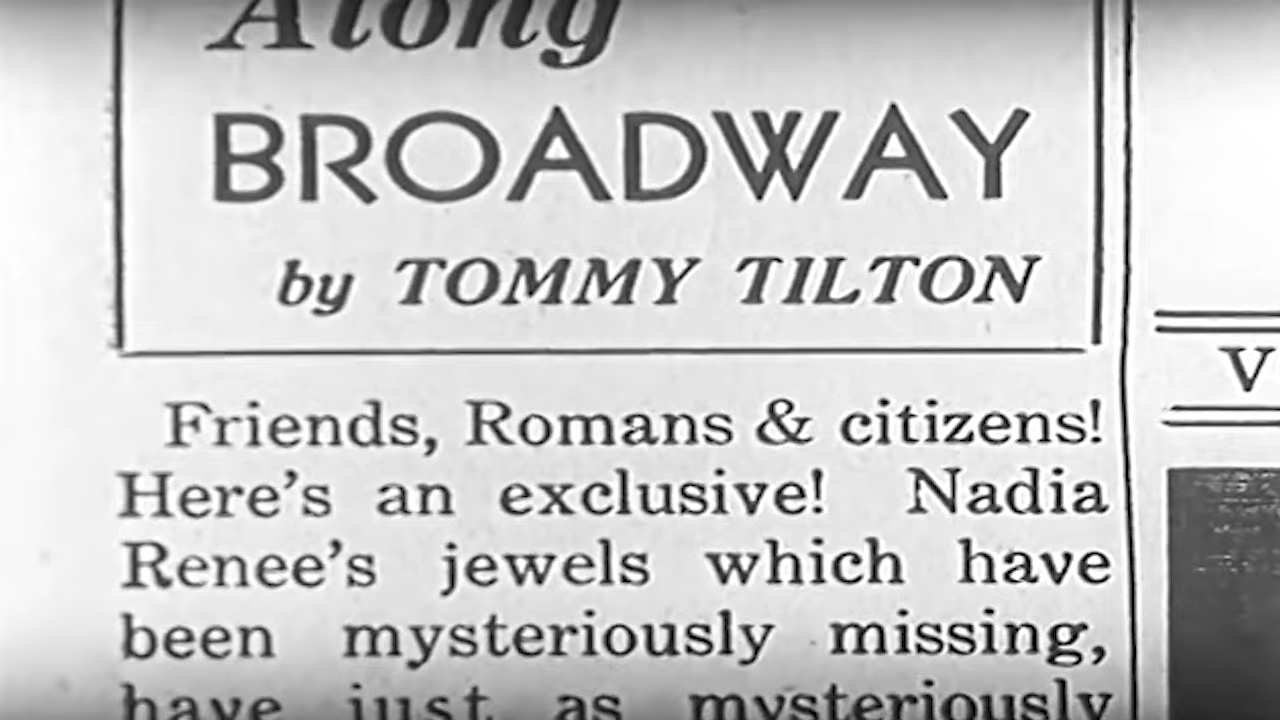 Along
BROADWAY
by TOMMY TILTON
Friends, Romans & citizens!
Here's an exclusive! Nadia
Renee's jewels which have
been mysteriously missing,
have just as mysteriously
V